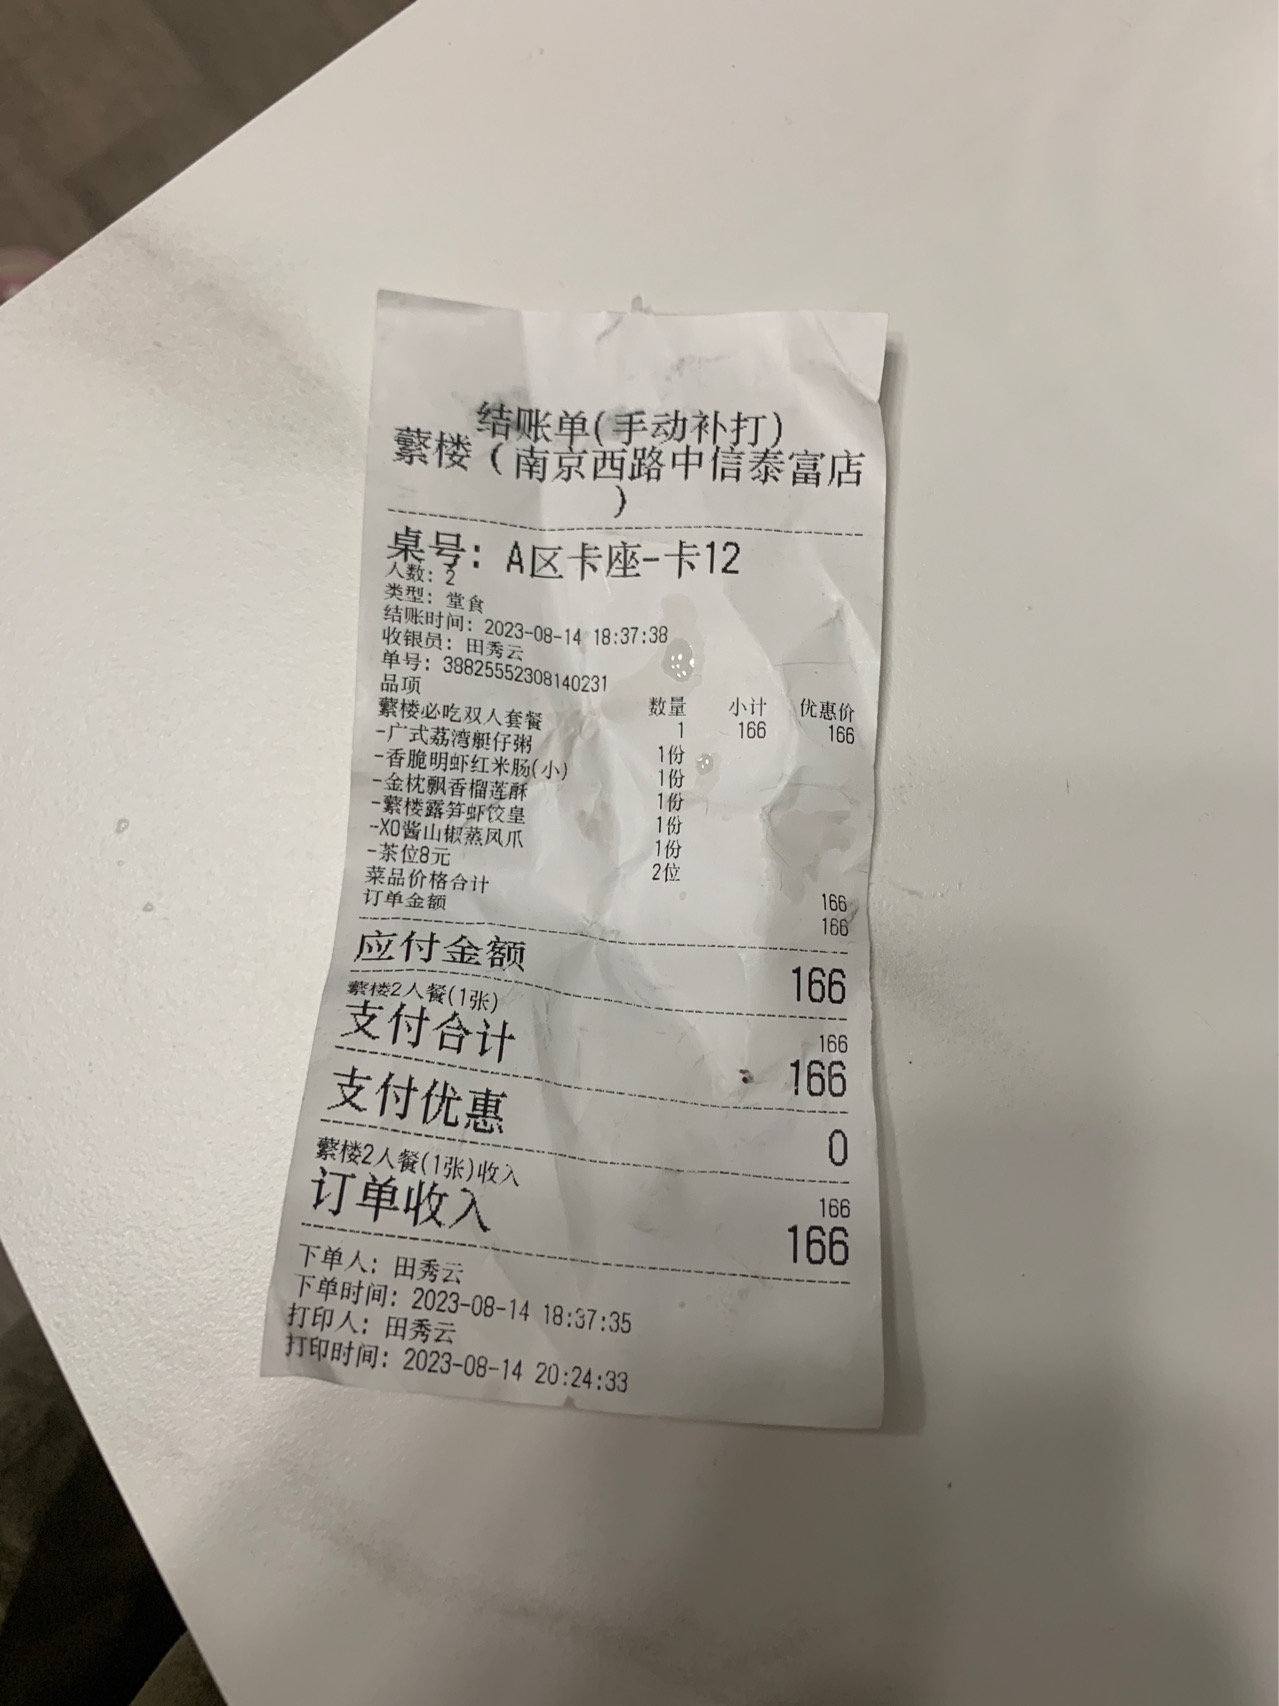 结账单(手动补打)
蘩楼（南京西路中信泰富店
）
桌号：A区卡座-卡12
人数：2
类型：堂食
结账时间：2023-08-14 18:37:38
收银员：田秀云
单号：38825552308140231
品项 数量 小计 优惠价
蘩楼必吃双人套餐 1 166 166
-广式荔湾艇仔粥 1份
-香脆明虾红米肠(小) 1份
-金枕飘香榴莲酥 1份
-蘩楼露笋虾饺皇 1份
-XO酱山椒蒸凤爪 1份
-茶位8元 2位
菜品价格合计 166
订单金额 166
应付金额 166
蘩楼2人餐(1张) 166
支付合计 166
支付优惠 0
蘩楼2人餐(1张)收入 166
订单收入 166
下单人：田秀云
下单时间：2023-08-14 18:37:35
打印人：田秀云
打印时间：2023-08-14 20:24:33